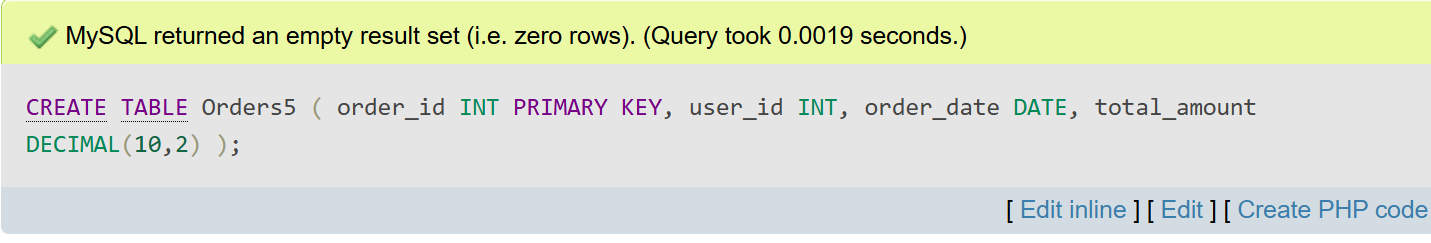 MySQL returned an empty result set (i.e. zero rows). (Query took 0.0019 seconds.)
CREATE TABLE Orders5 ( order_id INT PRIMARY KEY, user_id INT, order_date DATE, total_amount
DECIMAL(10,2) );
[ Edit inline ] [ Edit ] [ Create PHP code